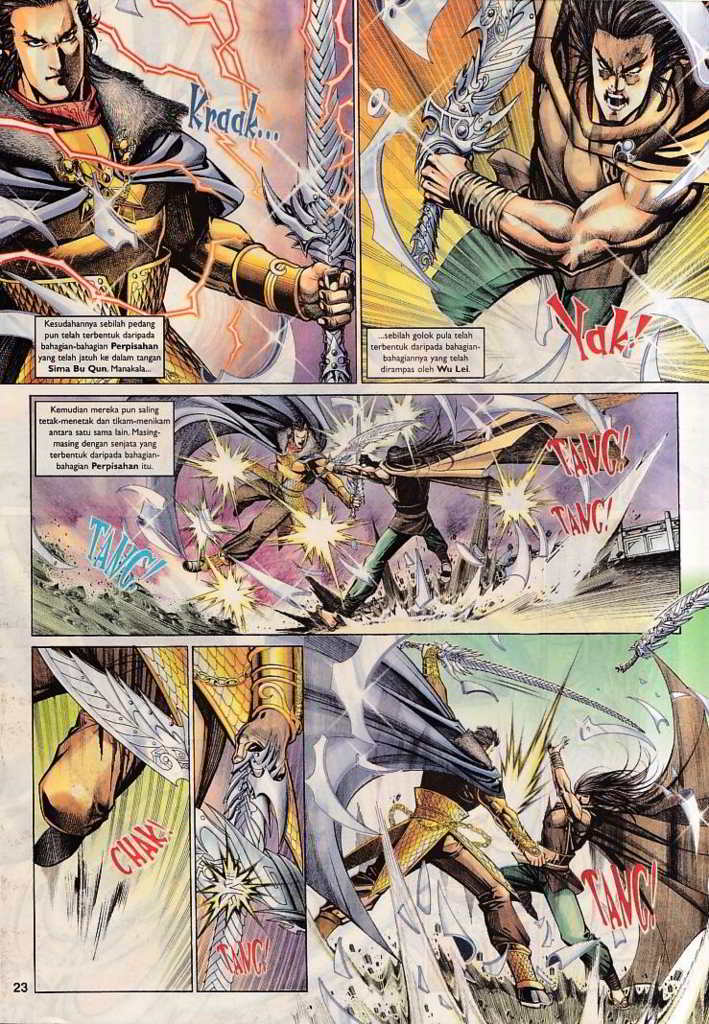 Kraak...
Kesudahannya sebilah pedang
pun telah terbentuk daripada
bahagian-bahagian Perpisahan
yang telah jatuh ke dalam tangan
Sima Bu Qun. Manakala...
...sebilah golok pula telah
terbentuk daripada bahagian-
bahagiannya yang telah
dirampas oleh Wu Lei.
Yak!
Kemudian mereka pun saling
tetak-menetak dan tikam-menikam
antara satu sama lain. Masing-
masing dengan senjata yang
terbentuk daripada bahagian-
bahagian Perpisahan itu.
TANG!
TANG!
TANG!
CHAK!
TANG!
TANG!
23